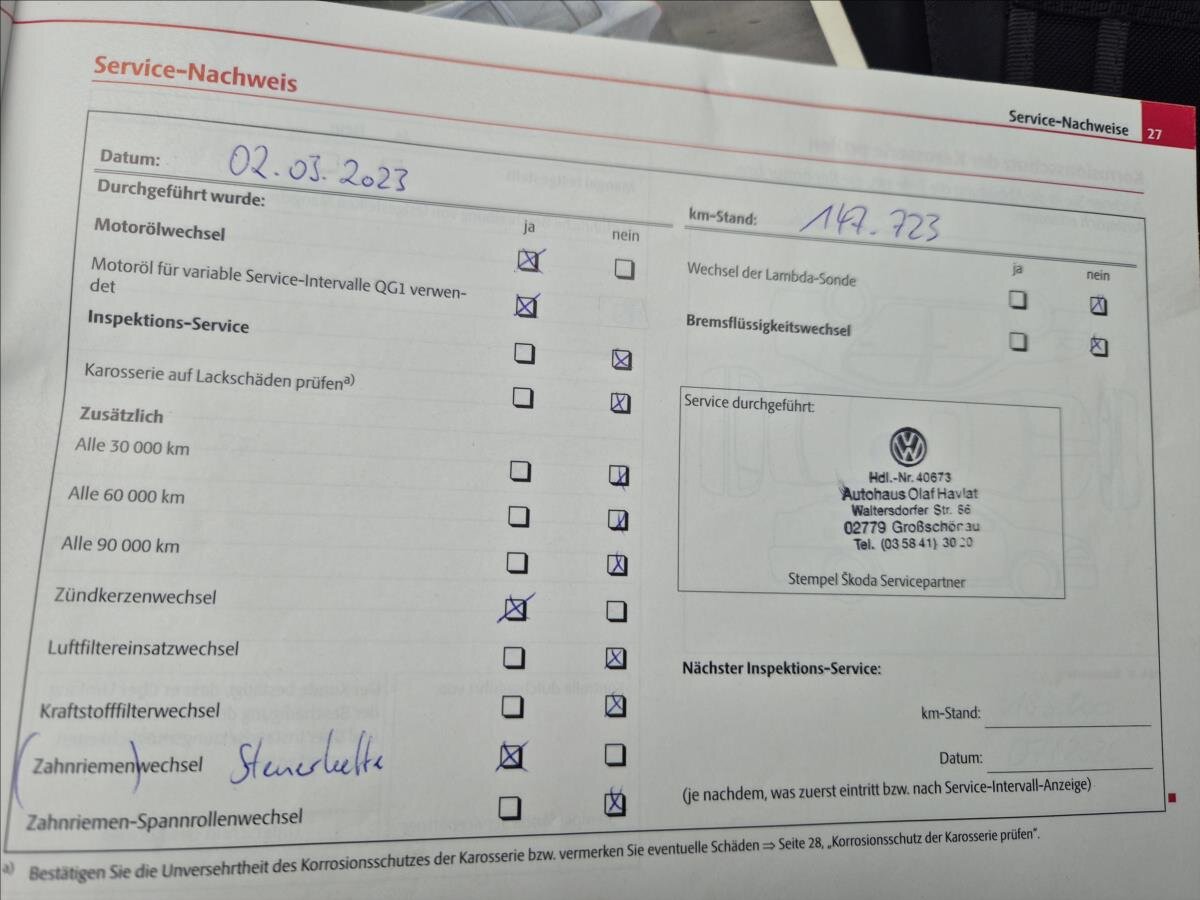 Service-Nachweis
Service-Nachweise 27
Datum: 02.03.2023
Durchgeführt wurde:
ja nein
Motorölwechsel
Motoröl für variable Service-Intervalle QG1 verwen-
det
Inspektions-Service
Karosserie auf Lackschäden prüfen a)
Zusätzlich
Alle 30 000 km
Alle 60 000 km
Alle 90 000 km
Zündkerzenwechsel
Luftfiltereinsatzwechsel
Kraftstofffilterwechsel
(Zahnriemen)wechsel Steuerkette
Zahnriemen-Spannrollenwechsel
km-Stand: 147.723
ja nein
Wechsel der Lambda-Sonde
Bremsflüssigkeitswechsel
Service durchgeführt:
Hdl.-Nr. 40673
Autohaus Olaf Havlat
Waltersdorfer Str. 66
02779 Großschönau
Tel. (03 58 41) 30 20
Stempel Škoda Servicepartner
Nächster Inspektions-Service:
km-Stand:
Datum:
(je nachdem, was zuerst eintritt bzw. nach Service-Intervall-Anzeige)
a) Bestätigen Sie die Unversehrtheit des Korrosionsschutzes der Karosserie bzw. vermerken Sie eventuelle Schäden ⇒ Seite 28, „Korrosionsschutz der Karosserie prüfen“.